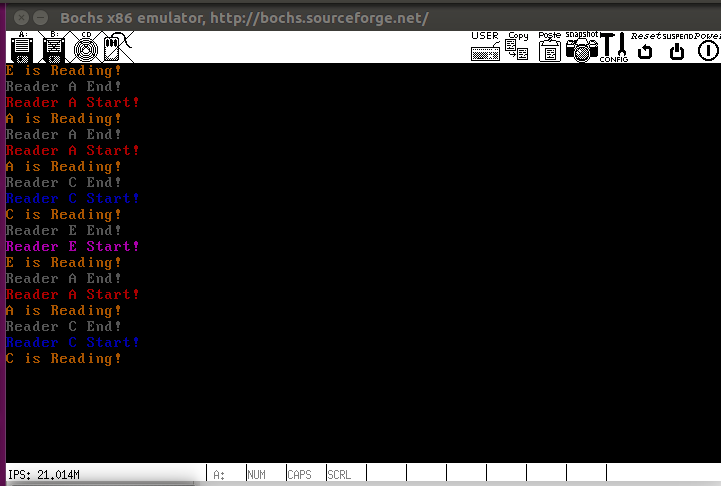 Bochs x86 emulator, http://bochs.sourceforge.net/
A: B: CD USER Copy Paste snapshot CONFIG Reset SUSPEND Power
E is Reading!
Reader A End!
Reader A Start!
A is Reading!
Reader A End!
Reader A Start!
A is Reading!
Reader C End!
Reader C Start!
C is Reading!
Reader E End!
Reader E Start!
E is Reading!
Reader A End!
Reader A Start!
A is Reading!
Reader C End!
Reader C Start!
C is Reading!
IPS: 21.014M A: NUM CAPS SCRL